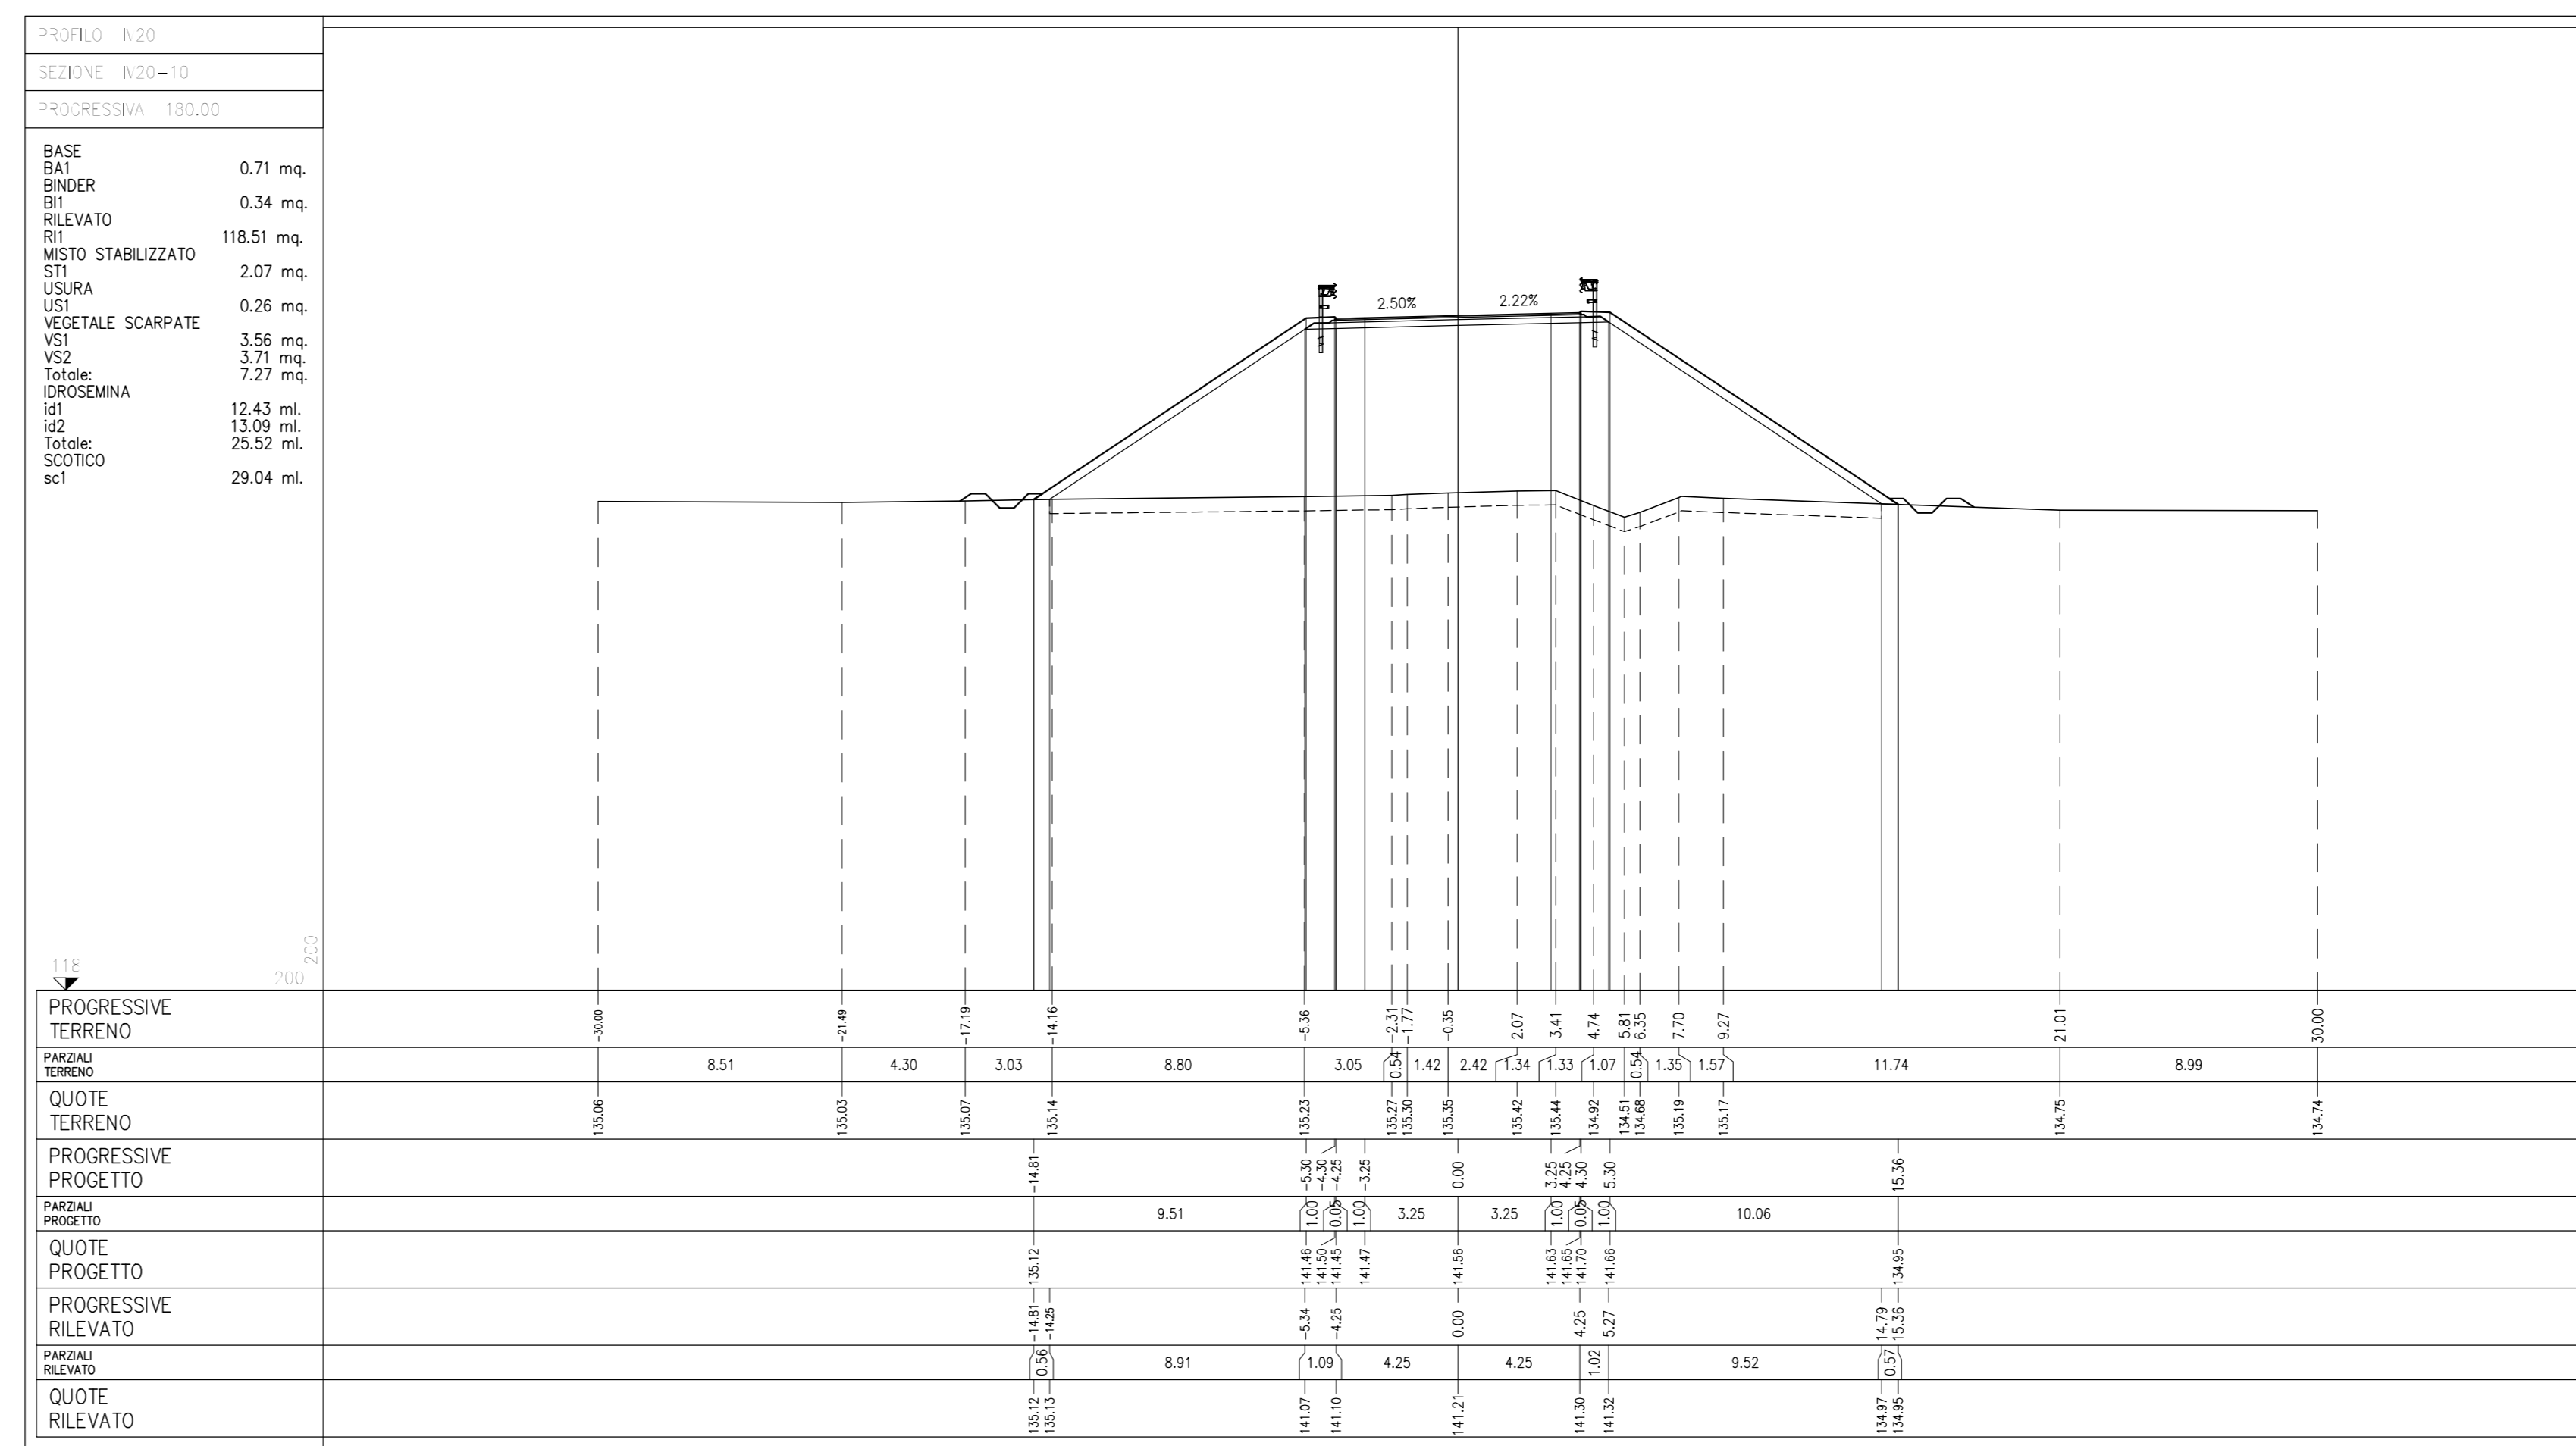 PROFILO IV20
SEZIONE IV20-10
PROGRESSIVA 180.00
BASE
BA1 0.71 mq.
BINDER
BI1 0.34 mq.
RILEVATO
RI1 118.51 mq.
MISTO STABILIZZATO
ST1 2.07 mq.
USURA
US1 0.26 mq.
VEGETALE SCARPATE
VS1 3.56 mq.
VS2 3.71 mq.
Totale: 7.27 mq.
IDROSEMINA
id1 12.43 ml.
id2 13.09 ml.
Totale: 25.52 ml.
SCOTICO
sc1 29.04 ml.
2.50% 2.22%
200
118 200
PROGRESSIVE
TERRENO
-30.00 -21.49 -17.19 -14.16 -5.36 -2.31 -1.77 -0.35 2.07 3.41 4.74 5.81 6.35 7.70 9.27 21.01 30.00
PARZIALI
TERRENO
8.51 4.30 3.03 8.80 3.05 0.54 1.42 2.42 1.34 1.33 1.07 0.54 1.35 1.57 11.74 8.99
QUOTE
TERRENO
135.06 135.03 135.07 135.14 135.23 135.27 135.30 135.35 135.42 135.44 134.92 134.51 134.68 135.19 135.17 134.75 134.74
PROGRESSIVE
PROGETTO
-14.81 -5.30 -4.30 -4.25 -3.25 0.00 3.25 4.25 4.30 5.30 15.36
PARZIALI
PROGETTO
9.51 1.00 0.05 1.00 3.25 3.25 1.00 0.05 1.00 10.06
QUOTE
PROGETTO
135.12 141.46 141.50 141.45 141.47 141.56 141.63 141.65 141.70 141.66 134.95
PROGRESSIVE
RILEVATO
-14.81 -14.25 -5.34 -4.25 0.00 4.25 5.27 14.79 15.36
PARZIALI
RILEVATO
0.56 8.91 1.09 4.25 4.25 1.02 9.52 0.57
QUOTE
RILEVATO
135.12 135.13 141.07 141.10 141.21 141.30 141.32 134.97 134.95